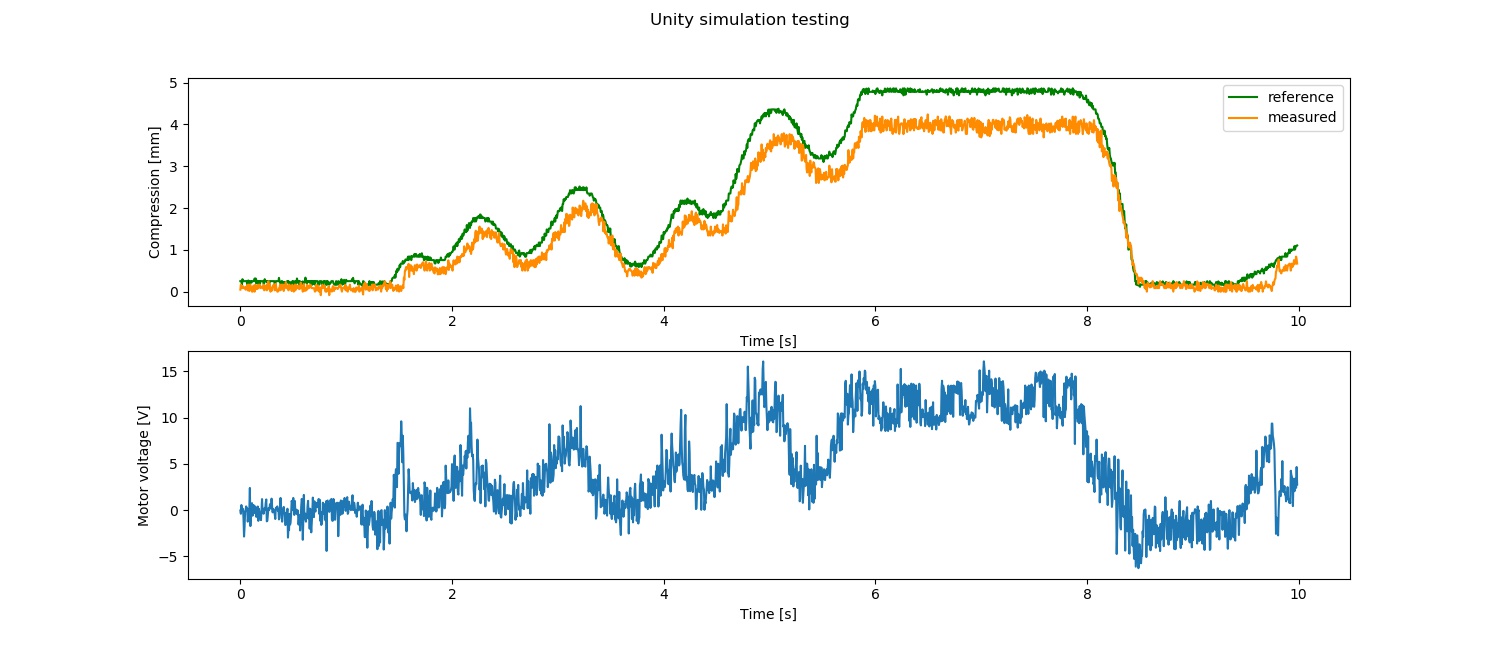 Unity simulation testing
Compression [mm]
5
4
3
2
1
0
reference
measured
0 2 4 6 8 10
Time [s]
Motor voltage [V]
15
10
5
0
−5
0 2 4 6 8 10
Time [s]